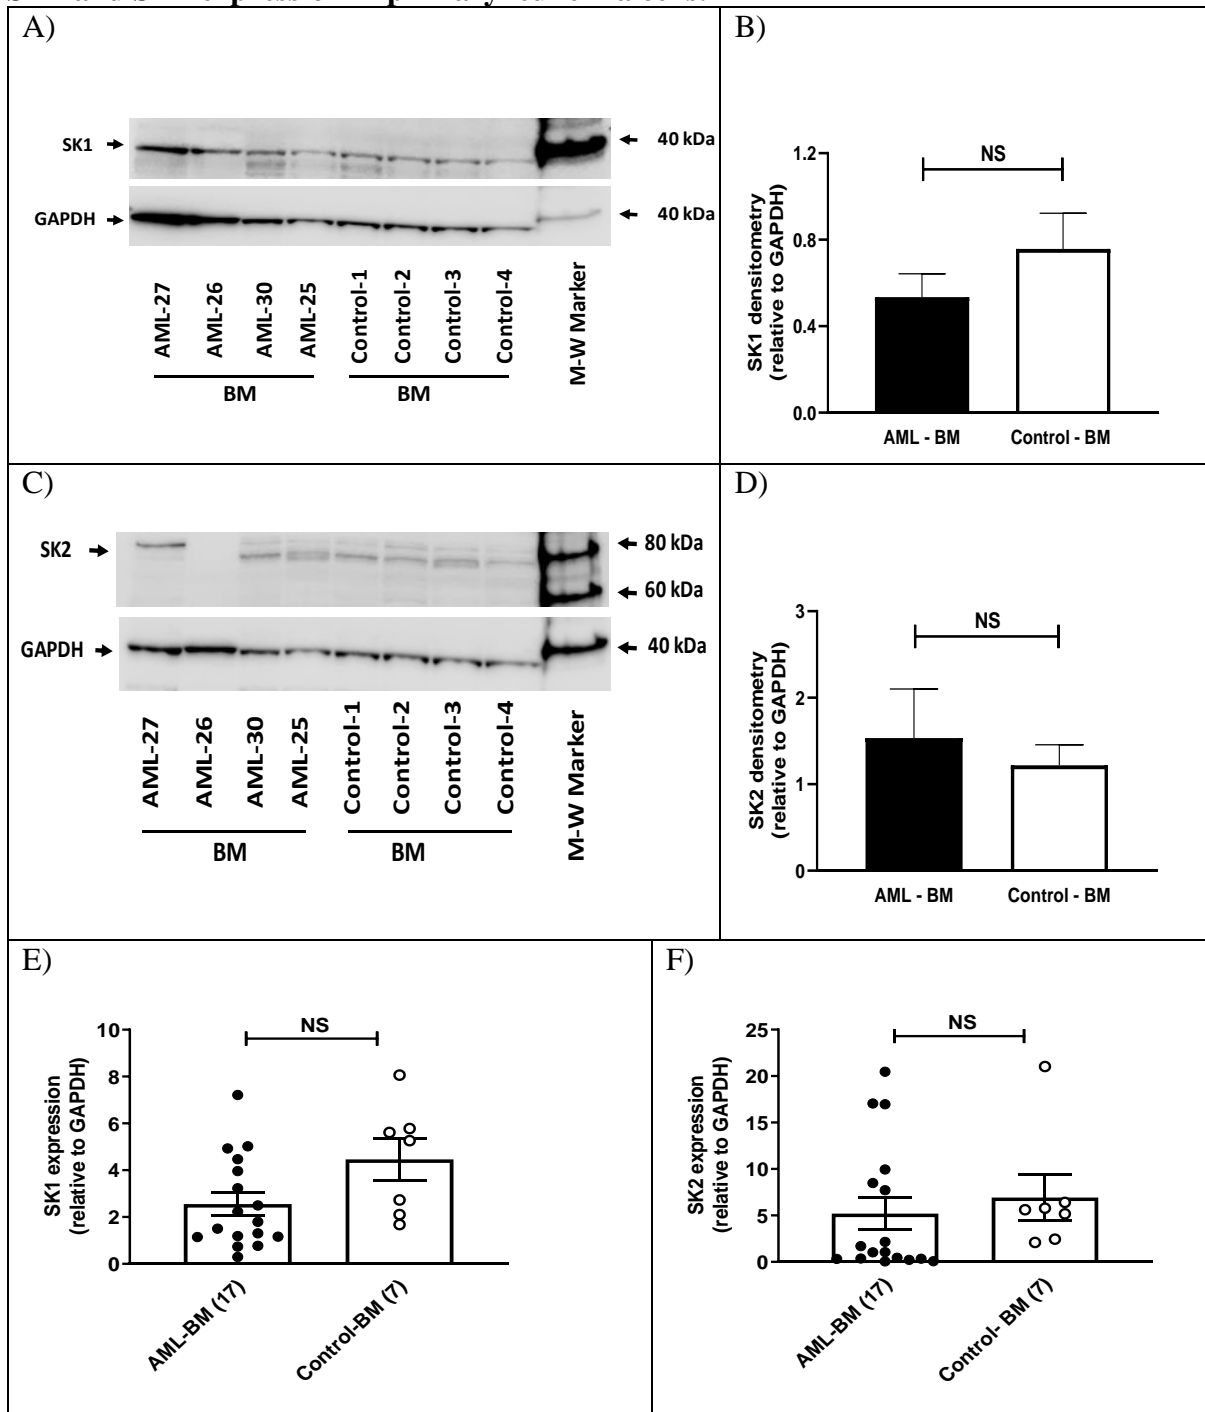 A)
SK1
GAPDH
40 kDa
40 kDa
AML-27
AML-26
AML-30
AML-25
Control-1
Control-2
Control-3
Control-4
M-W Marker
BM
BM
B)
SK1 densitometry
(relative to GAPDH)
1.2
0.8
0.4
0.0
NS
AML - BM
Control - BM
C)
SK2
GAPDH
80 kDa
60 kDa
40 kDa
AML-27
AML-26
AML-30
AML-25
Control-1
Control-2
Control-3
Control-4
M-W Marker
BM
BM
D)
SK2 densitometry
(relative to GAPDH)
3
2
1
0
NS
AML - BM
Control - BM
E)
SK1 expression
(relative to GAPDH)
10
8
6
4
2
0
NS
AML-BM (17)
Control-BM (7)
F)
SK2 expression
(relative to GAPDH)
25
20
15
10
5
0
NS
AML-BM (17)
Control- BM (7)